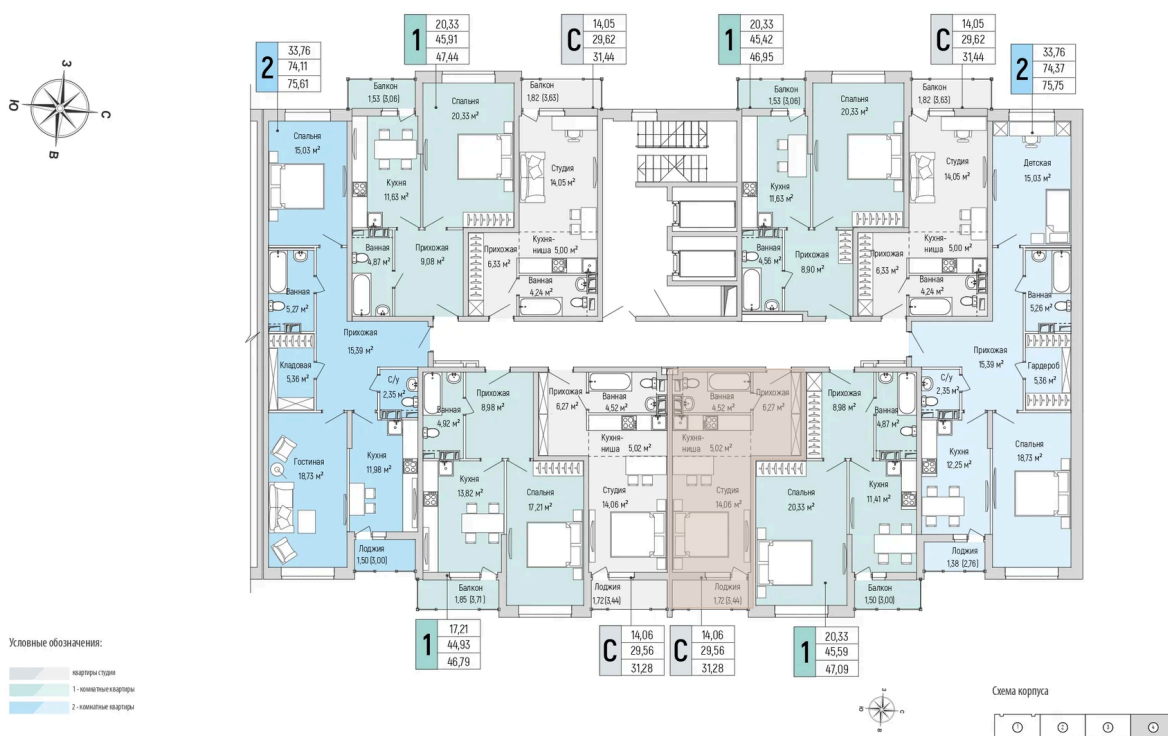 З
Ю
С
В
2
33,76
74,11
75,61
1
20,33
45,91
47,44
С
14,05
29,62
31,44
1
20,33
45,42
46,95
С
14,05
29,62
31,44
2
33,76
74,37
75,75
Балкон
1,53 (3,06)
Спальня
20,33 м²
1,82 (3,63)
Балкон
1,53 (3,06)
Спальня
20,33 м²
1,82 (3,63)
Спальня
15,03 м²
Кухня
11,63 м²
Студия
14,05 м²
Кухня
11,63 м²
Студия
14,05 м²
Детская
15,03 м²
Ванная
4,87 м²
Прихожая
9,08 м²
Прихожая
6,33 м²
Кухня-
ниша 5,00 м²
Ванная
4,24 м²
Ванная
4,56 м²
Прихожая
8,90 м²
Прихожая
6,33 м²
Кухня-
ниша 5,00 м²
Ванная
4,24 м²
Ванная
5,27 м²
Ванная
5,26 м²
Прихожая
15,39 м²
Прихожая
15,39 м²
Кладовая
5,36 м²
С/у
2,35 м²
Ванная
4,92 м²
Прихожая
8,98 м²
Прихожая
6,27 м²
Ванная
4,52 м²
Ванная
4,52 м²
Прихожая
6,27 м²
Прихожая
8,98 м²
Ванная
4,87 м²
С/у
2,35 м²
Гардероб
5,36 м²
Гостиная
18,73 м²
Кухня
11,98 м²
Кухня
13,82 м²
Спальня
17,21 м²
Кухня-
ниша 5,02 м²
Студия
14,06 м²
Кухня-
ниша 5,02 м²
Студия
14,06 м²
Спальня
20,33 м²
Кухня
11,41 м²
Кухня
12,25 м²
Спальня
18,73 м²
Лоджия
1,50 (3,00)
Балкон
1,85 (3,71)
Лоджия
1,72 (3,44)
Лоджия
1,72 (3,44)
Балкон
1,50 (3,00)
Лоджия
1,38 (2,76)
1
17,21
44,93
46,79
С
14,06
29,56
31,28
С
14,06
29,56
31,28
1
20,33
45,59
47,09
Условные обозначения:
квартиры студии
1 - комнатные квартиры
2 - комнатные квартиры
З
Ю
С
В
Схема корпуса
1
2
3
4